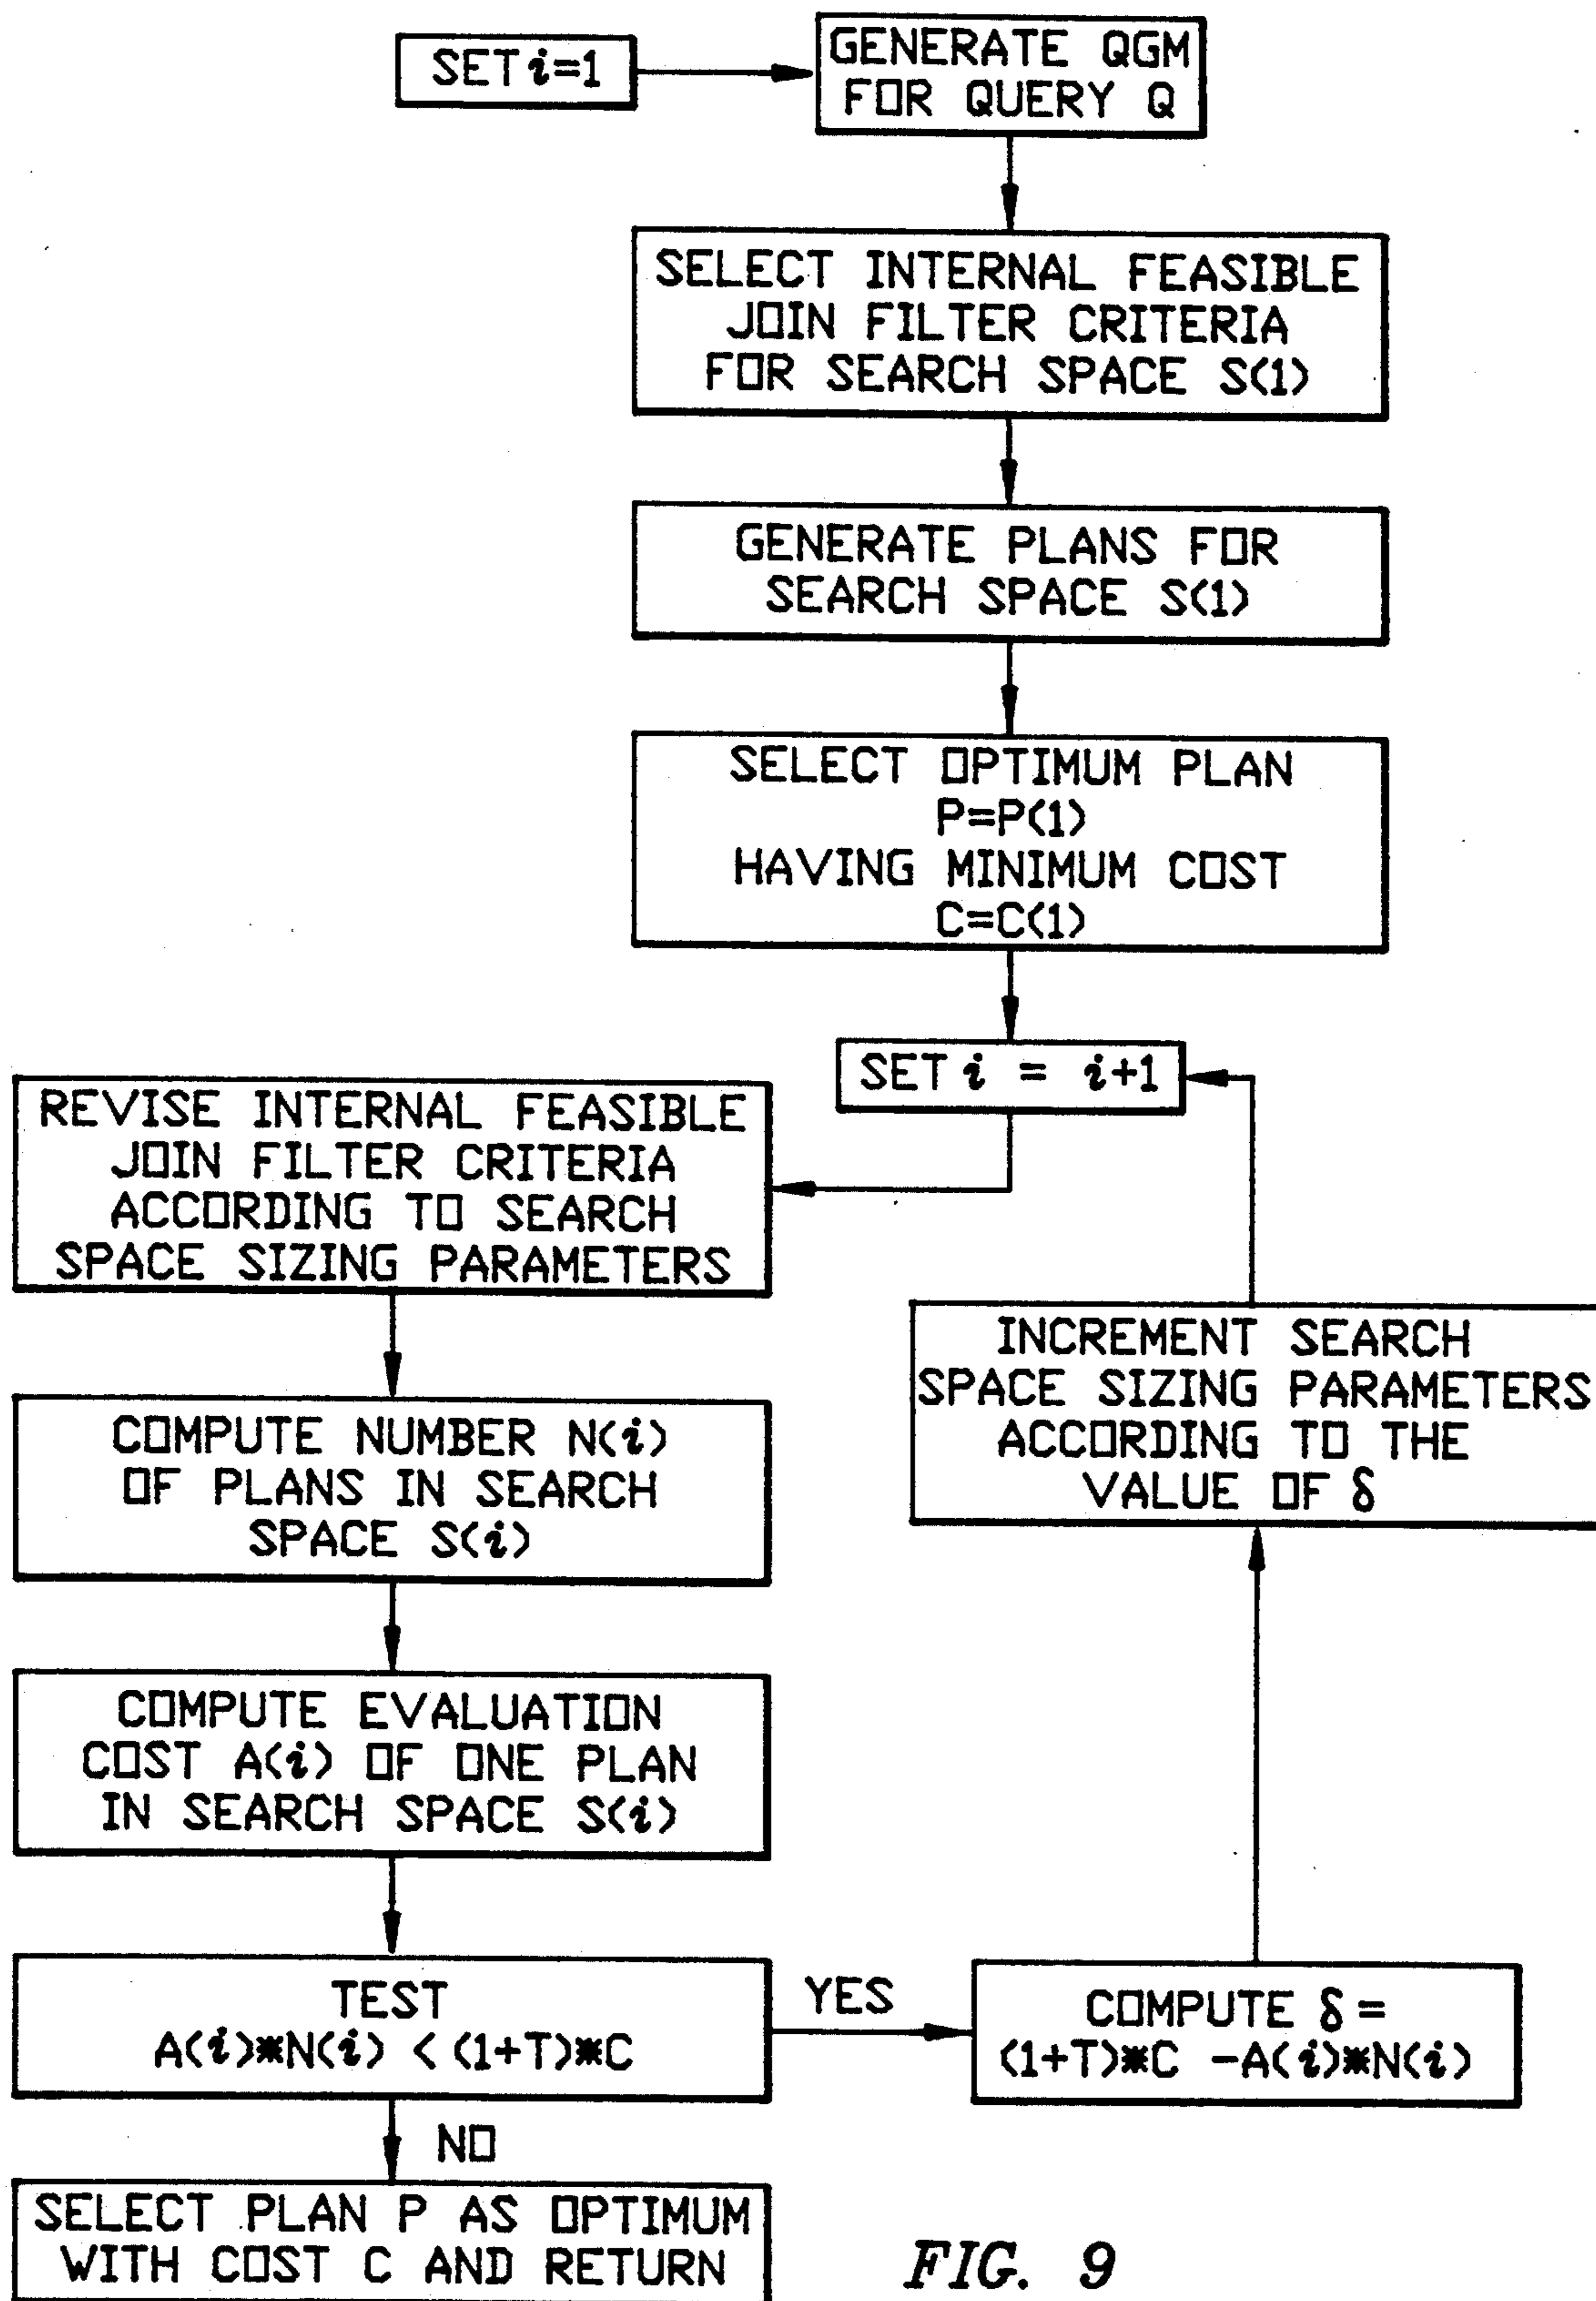 SET i=1
GENERATE QGM
FOR QUERY Q
SELECT INTERNAL FEASIBLE
JOIN FILTER CRITERIA
FOR SEARCH SPACE S(1)
GENERATE PLANS FOR
SEARCH SPACE S(1)
SELECT OPTIMUM PLAN
P=P(1)
HAVING MINIMUM COST
C=C(1)
SET i = i+1
REVISE INTERNAL FEASIBLE
JOIN FILTER CRITERIA
ACCORDING TO SEARCH
SPACE SIZING PARAMETERS
COMPUTE NUMBER N(i)
OF PLANS IN SEARCH
SPACE S(i)
COMPUTE EVALUATION
COST A(i) OF ONE PLAN
IN SEARCH SPACE S(i)
TEST
A(i)*N(i) < (1+T)*C
YES
COMPUTE δ =
(1+T)*C -A(i)*N(i)
INCREMENT SEARCH
SPACE SIZING PARAMETERS
ACCORDING TO THE
VALUE OF δ
NO
SELECT PLAN P AS OPTIMUM
WITH COST C AND RETURN
FIG. 9